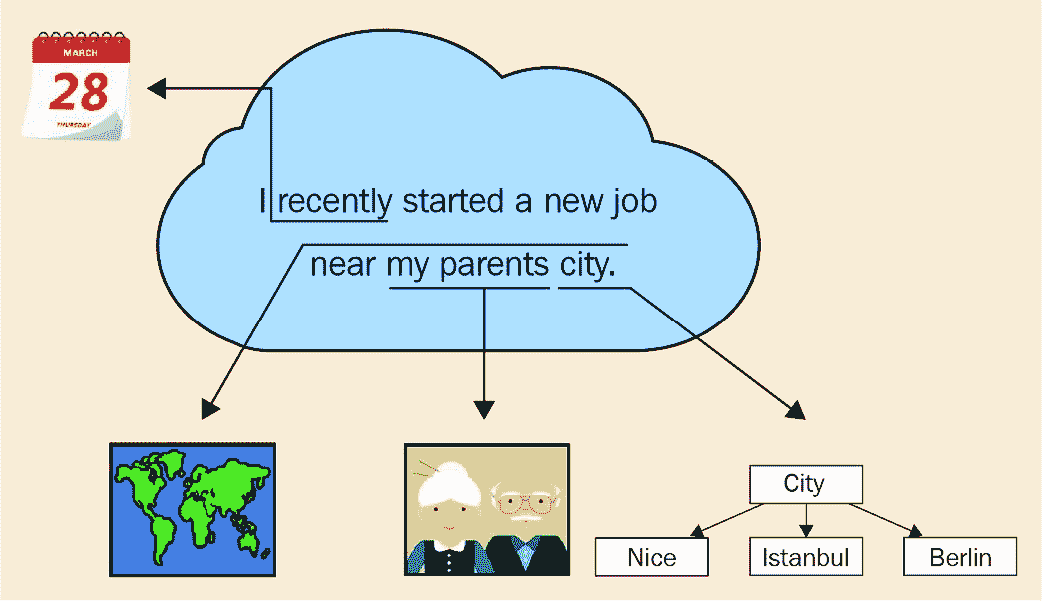 MARCH
28
THURSDAY
I recently started a new job
near my parents city.
City
Nice
Istanbul
Berlin